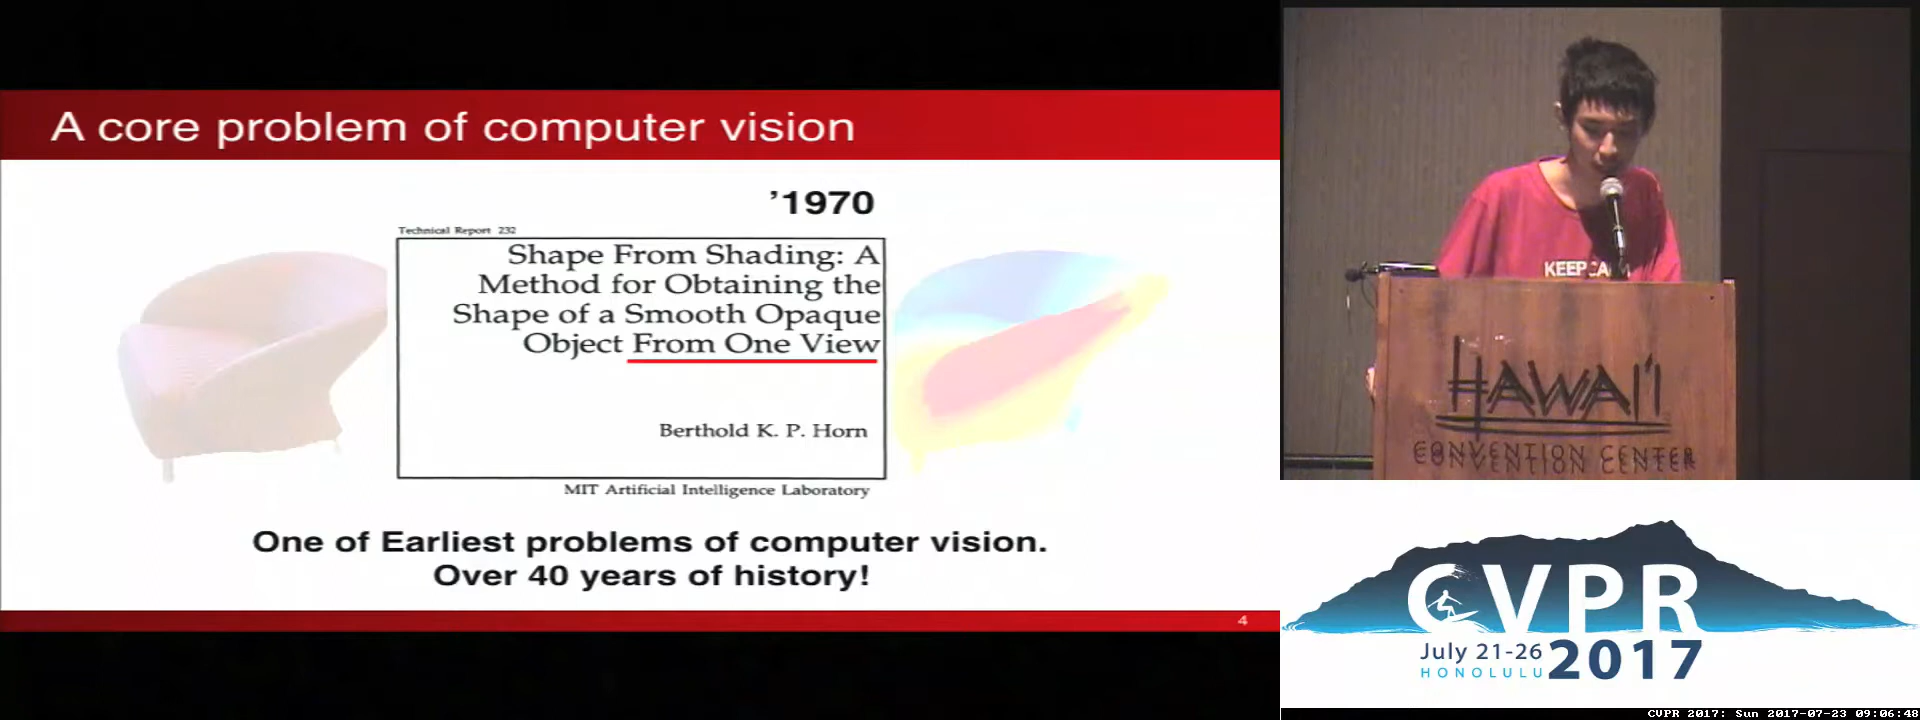 A core problem of computer vision
'1970
Technical Report 232
Shape From Shading: A
Method for Obtaining the
Shape of a Smooth Opaque
Object From One View
Berthold K. P. Horn
MIT Artificial Intelligence Laboratory
One of Earliest problems of computer vision.
Over 40 years of history!
4
KEEP CALM
HAWAI'I
CONVENTION CENTER
CVPR
July 21-26
HONOLULU
2017
CVPR 2017: Sun 2017-07-23 09:06:48